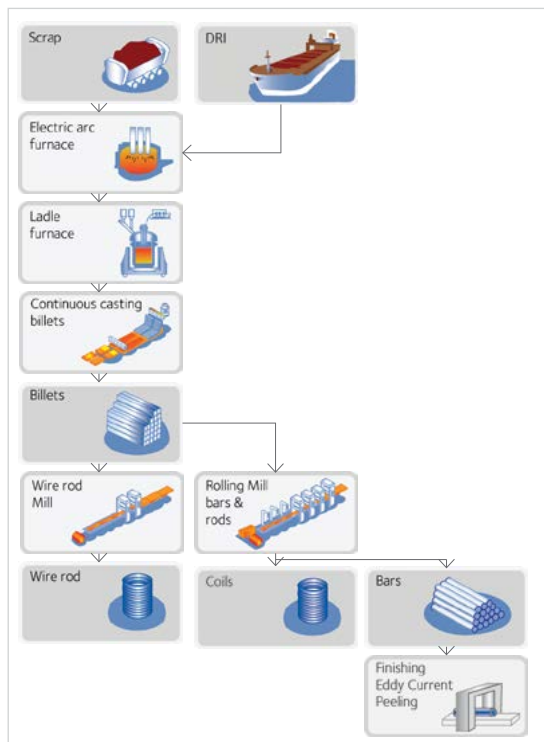 Scrap
DRI
Electric arc
furnace
Ladle
furnace
Continuous casting
billets
Billets
Wire rod
Mill
Rolling Mill
bars &
rods
Wire rod
Coils
Bars
Finishing
Eddy Current
Peeling